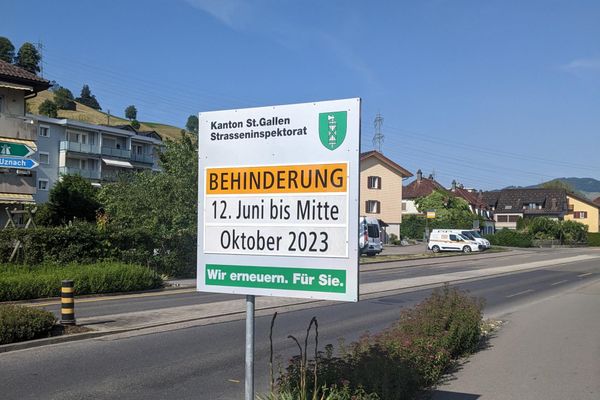 Kanton St.Gallen
Strasseninspektorat
BEHINDERUNG
12. Juni bis Mitte
Oktober 2023
Wir erneuern. Für Sie.
Uznach